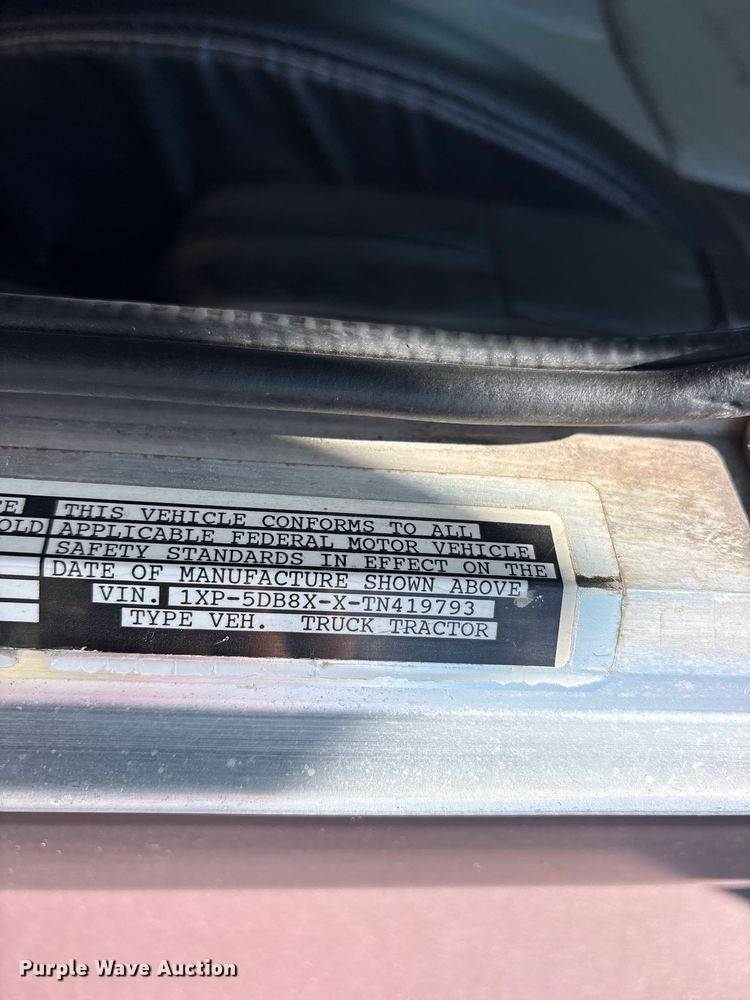 THIS VEHICLE CONFORMS TO ALL
OLD APPLICABLE FEDERAL MOTOR VEHICLE
SAFETY STANDARDS IN EFFECT ON THE
DATE OF MANUFACTURE SHOWN ABOVE
VIN. 1XP-5DB8X-X-TN419793
TYPE VEH. TRUCK TRACTOR
Purple Wave Auction